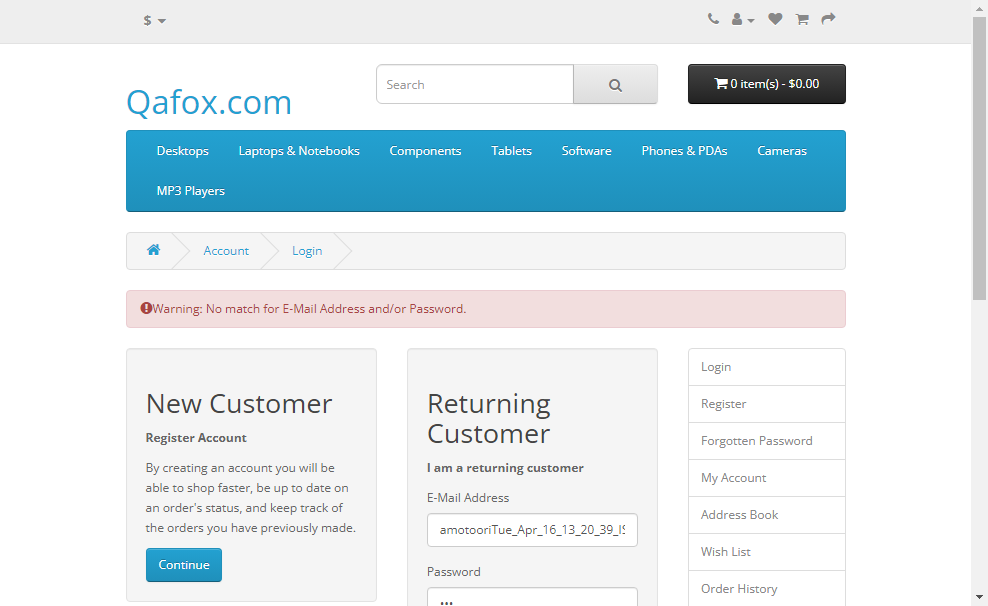 $
Qafox.com
Search
0 item(s) - $0.00
Desktops
Laptops & Notebooks
Components
Tablets
Software
Phones & PDAs
Cameras
MP3 Players
Account
Login
Warning: No match for E-Mail Address and/or Password.
New Customer
Register Account
By creating an account you will be
able to shop faster, be up to date on
an order's status, and keep track of
the orders you have previously made.
Continue
Returning
Customer
I am a returning customer
E-Mail Address
amotooriTue_Apr_16_13_20_39_IS
Password
Login
Register
Forgotten Password
My Account
Address Book
Wish List
Order History